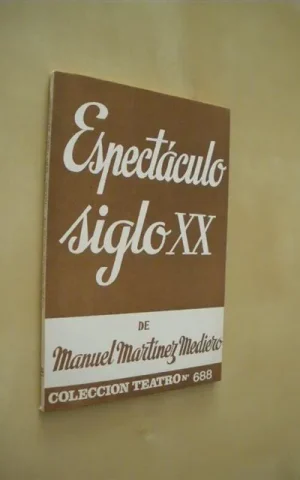 Espectáculo
siglo XX
DE
Manuel Martínez Mediero
COLECCION TEATRO Nº 688